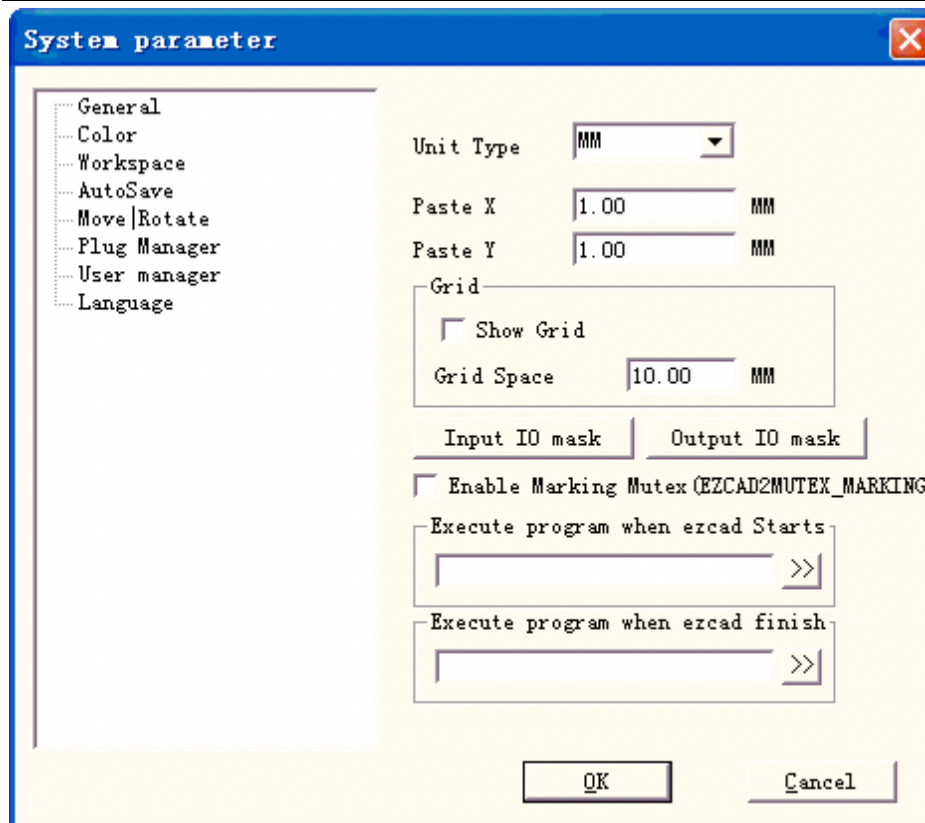 System parameter
General
Color
Workspace
AutoSave
Move|Rotate
Plug Manager
User manager
Language
Unit Type MM
Paste X 1.00 MM
Paste Y 1.00 MM
Grid
Show Grid
Grid Space 10.00 MM
Input IO mask Output IO mask
Enable Marking Mutex(EZCAD2MUTEX_MARKING
Execute program when ezcad Starts
>>
Execute program when ezcad finish
>>
OK Cancel